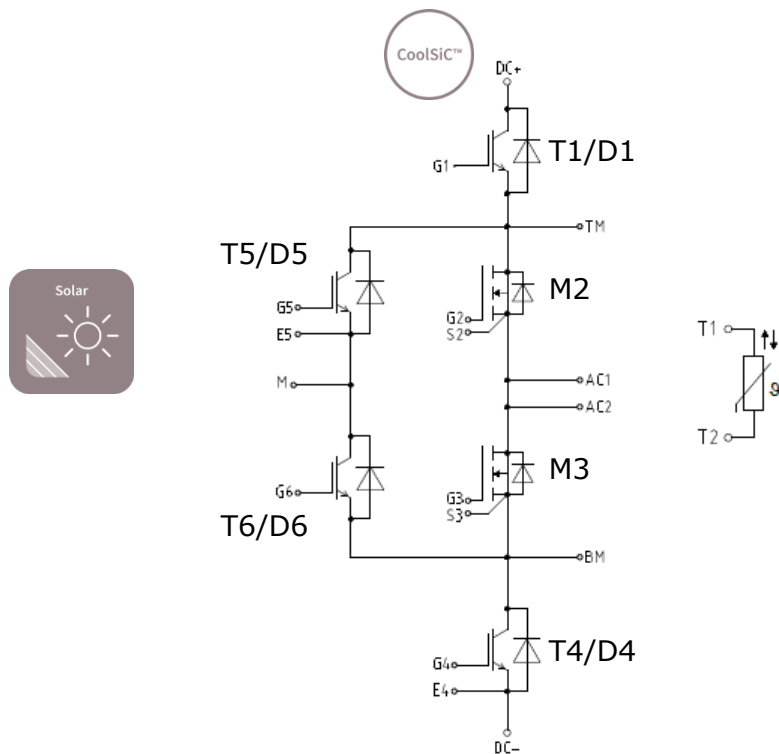 CoolSiC™
DC+
G1
T1/D1
TM
T5/D5
Solar
M2
G5
G2
E5
S2
T1
M
AC1
ϑ
AC2
T2
M3
G6
G3
T6/D6
S3
BM
T4/D4
G4
E4
DC-